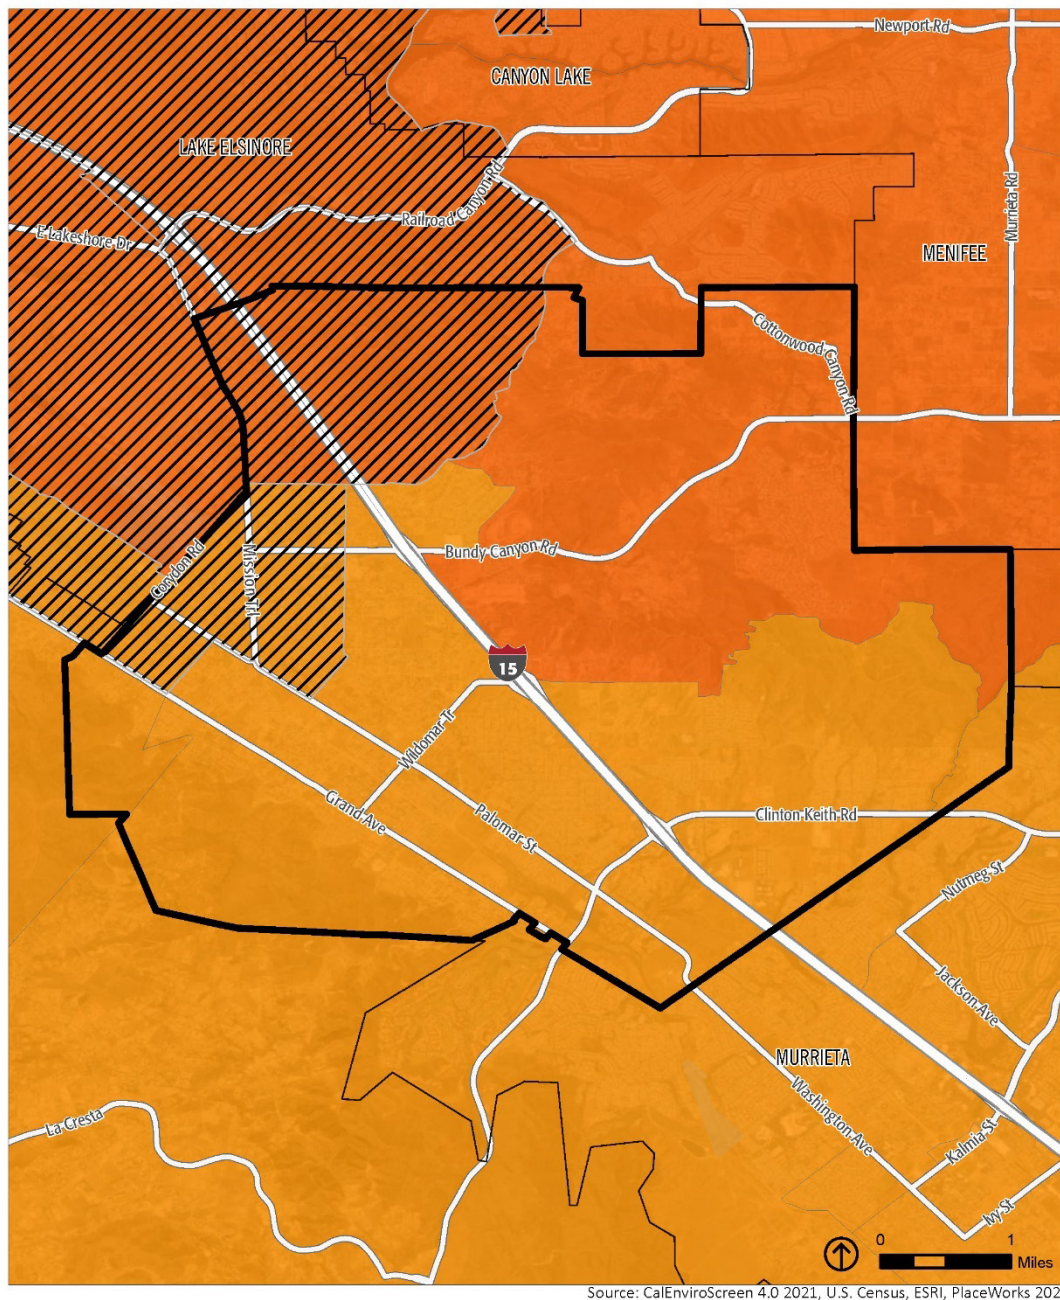 Newport Rd
CANYON LAKE
LAKE ELSINORE
Railroad Canyon Rd
Murrieta Rd
E Lakeshore Dr
MENIFEE
Cottonwood Canyon Rd
Corydon Rd
Mission Trl
Bundy Canyon Rd
15
Wildomar Tr
Grand Ave
Palomar St
Clinton Keith Rd
Nutmeg St
Jackson Ave
MURRIETA
Washington Ave
La Cresta
Kalmia St
Ivy St
0 1
Miles
Source: CalEnviroScreen 4.0 2021, U.S. Census, ESRI, PlaceWorks 202